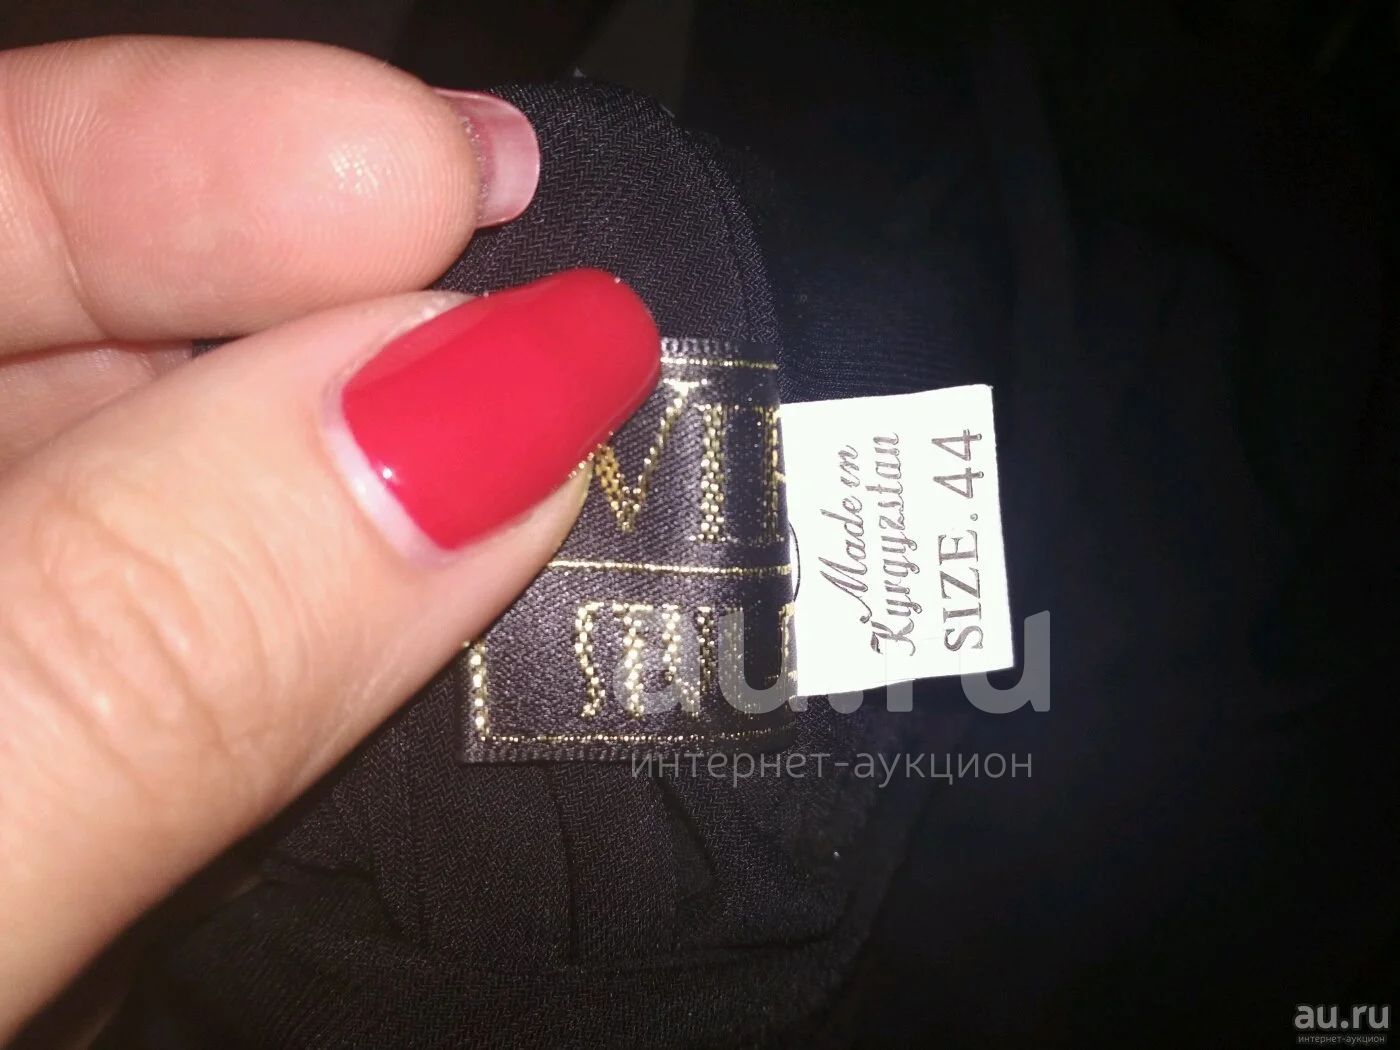 Made in
Kyrgyzstan
SIZE. 44
au.ru
интернет-аукцион
au.ru
интернет-аукцион